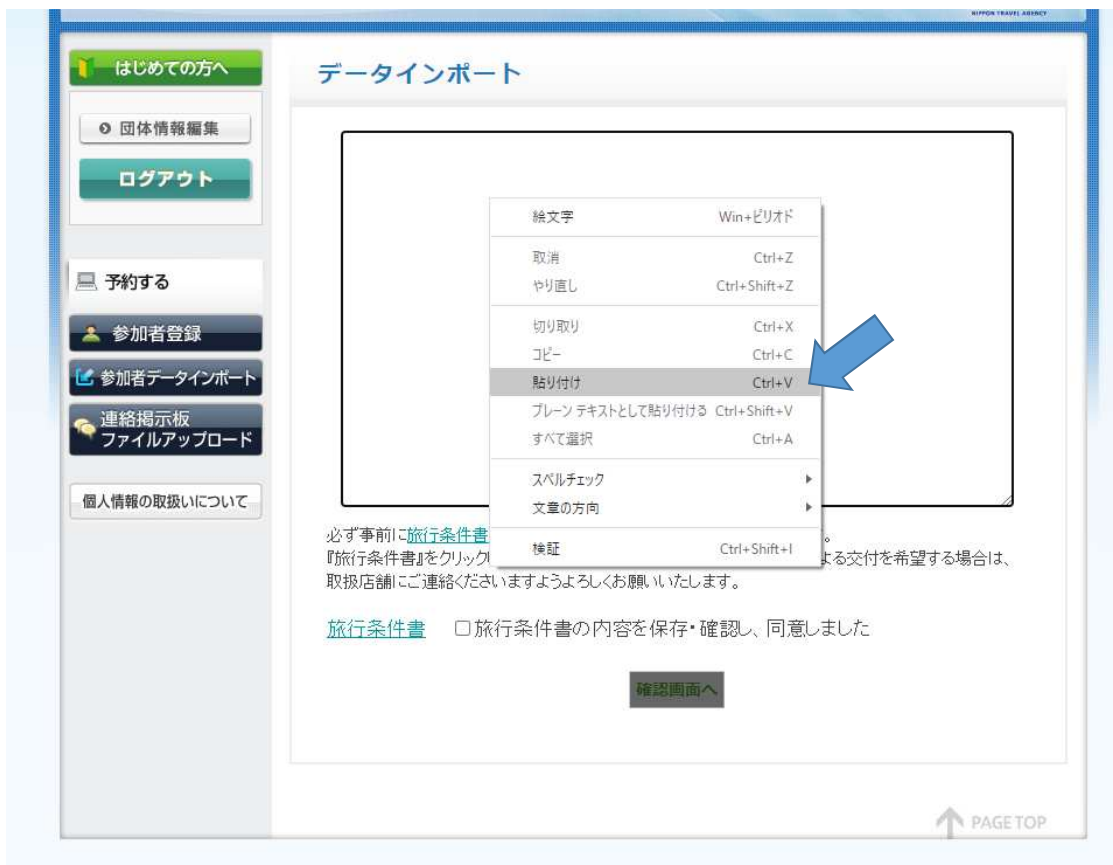 NIPPON TRAVEL AGENCY
はじめての方へ
団体情報編集
ログアウト
予約する
参加者登録
参加者データインポート
連絡掲示板
ファイルアップロード
個人情報の取扱いについて
データインポート
絵文字 Win+ピリオド
取消 Ctrl+Z
やり直し Ctrl+Shift+Z
切り取り Ctrl+X
コピー Ctrl+C
貼り付け Ctrl+V
プレーン テキストとして貼り付ける Ctrl+Shift+V
すべて選択 Ctrl+A
スペルチェック
文章の方向
検証 Ctrl+Shift+I
必ず事前に旅行条件書 。
『旅行条件書』をクリック よる交付を希望する場合は、
取扱店舗にご連絡くださいますようよろしくお願いいたします。
旅行条件書 旅行条件書の内容を保存・確認し、同意しました
確認画面へ
PAGE TOP